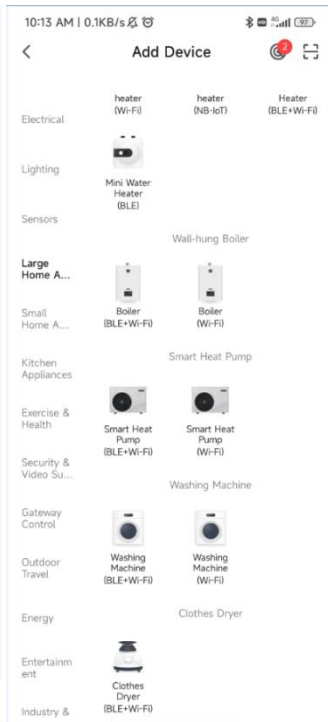 10:13 AM | 0.1KB/s
4G 97
Add Device
2
Electrical
Lighting
Sensors
Large
Home A...
Small
Home A...
Kitchen
Appliances
Exercise &
Health
Security &
Video Su...
Gateway
Control
Outdoor
Travel
Energy
Entertainm
ent
Industry &
heater
(Wi-Fi)
heater
(NB-IoT)
Heater
(BLE+Wi-Fi)
Mini Water
Heater
(BLE)
Wall-hung Boiler
Boiler
(BLE+Wi-Fi)
Boiler
(Wi-Fi)
Smart Heat Pump
Smart Heat
Pump
(BLE+Wi-Fi)
Smart Heat
Pump
(Wi-Fi)
Washing Machine
Washing
Machine
(BLE+Wi-Fi)
Washing
Machine
(Wi-Fi)
Clothes Dryer
Clothes
Dryer
(BLE+Wi-Fi)